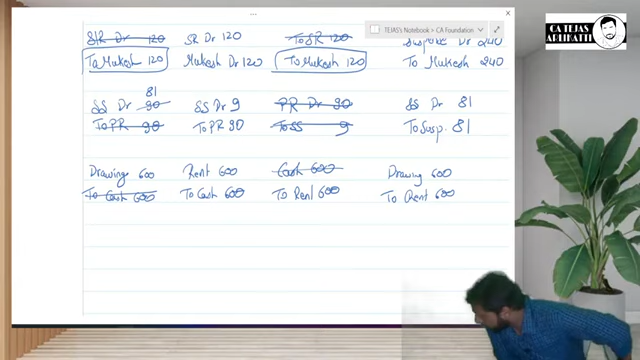 SR Dr 120 SR Dr 120 To SR 120 Suspense Dr 240
To Mukesh 120 Mukesh Dr 120 To Mukesh 120 To Mukesh 240
TEJAS's Notebook > CA Foundation
CA TEJAS
ARLIKATTI
81
SS Dr 90 SS Dr 9 PR Dr 90 SS Dr 81
To PR 90 To PR 90 To SS 9 To Susp. 81
Drawings 600 Rent 600 Cash 600 Drawing 600
To Cash 600 To Cash 600 To Rent 600 To Rent 600